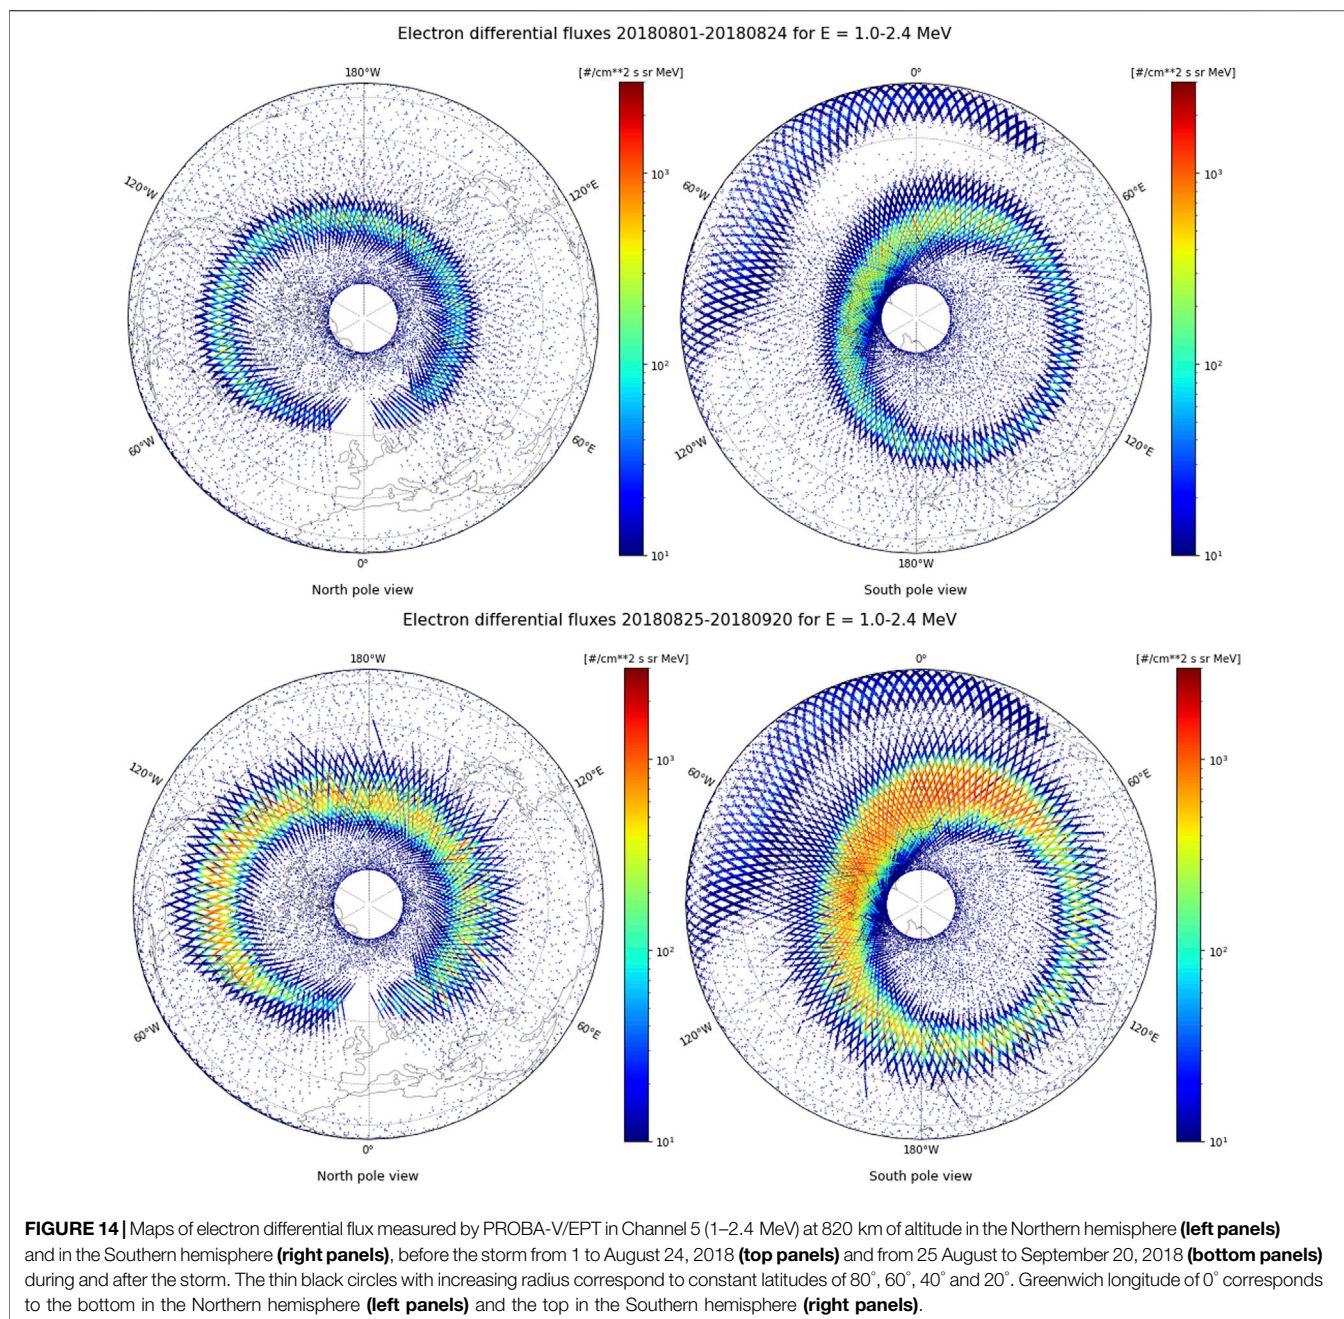 Electron differential fluxes 20180801-20180824 for E = 1.0-2.4 MeV
180°W
[#/cm**2 s sr MeV]
0°
[#/cm**2 s sr MeV]
120°W
120°E
60°W
60°E
10³
10³
10²
10²
60°W
60°E
120°W
120°E
10¹
10¹
0°
180°W
North pole view
South pole view
Electron differential fluxes 20180825-20180920 for E = 1.0-2.4 MeV
180°W
[#/cm**2 s sr MeV]
0°
[#/cm**2 s sr MeV]
120°W
120°E
60°W
60°E
10³
10³
10²
10²
60°W
60°E
120°W
120°E
10¹
10¹
0°
180°W
North pole view
South pole view
FIGURE 14 | Maps of electron differential flux measured by PROBA-V/EPT in Channel 5 (1–2.4 MeV) at 820 km of altitude in the Northern hemisphere (left panels)
and in the Southern hemisphere (right panels), before the storm from 1 to August 24, 2018 (top panels) and from 25 August to September 20, 2018 (bottom panels)
during and after the storm. The thin black circles with increasing radius correspond to constant latitudes of 80°, 60°, 40° and 20°. Greenwich longitude of 0° corresponds
to the bottom in the Northern hemisphere (left panels) and the top in the Southern hemisphere (right panels).